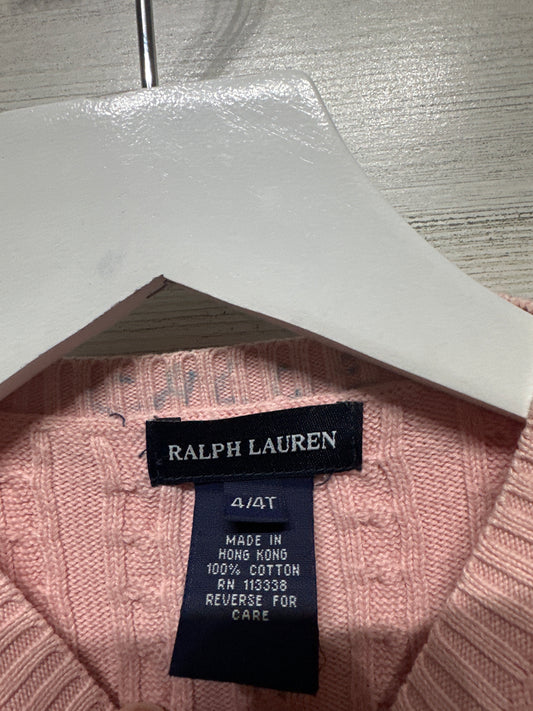 RALPH LAUREN
4/4T
MADE IN
HONG KONG
100% COTTON
RN 113338
REVERSE FOR
CARE